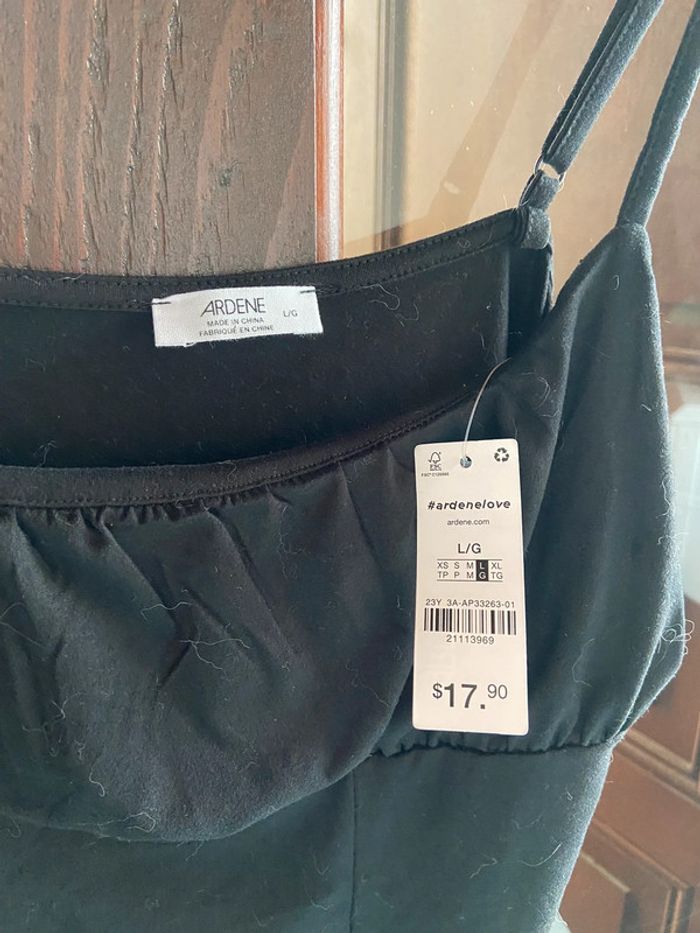 ARDENE
L/G
MADE IN CHINA
FABRIQUÉ EN CHINE
FSC
#ardenelove
ardene.com
L/G
XS S M L XL
TP P M G TG
23Y 3A-AP33263-01
21113969
$17.90